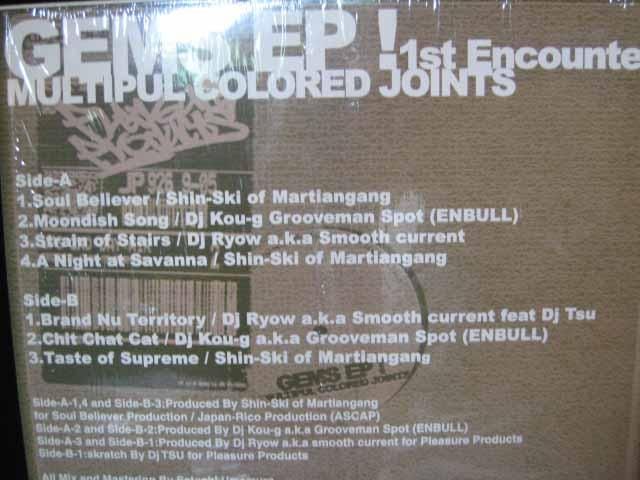 GEMS EP ! 1st Encounte
MULTIPUL COLORED JOINTS
JP 926 9-95
Side-A
1.Soul Believer / Shin-Ski of Martiangang
2.Moondish Song / Dj Kou-g Grooveman Spot (ENBULL)
3.Strain of Stairs / Dj Ryow a.k.a Smooth current
4.A Night at Savanna / Shin-Ski of Martiangang
Side-B
1.Brand Nu Territory / Dj Ryow a.k.a Smooth current feat Dj Tsu
2.Chit Chat Cat / Dj Kou-g a.k.a Grooveman Spot (ENBULL)
3.Taste of Supreme / Shin-Ski of Martiangang
GEMS EP !
COLORED JOINTS
Side-A-1,4 and Side-B-3:Produced By Shin-Ski of Martiangang
for Soul Believer Production / Japan-Rico Production (ASCAP)
Side-A-2 and Side-B-2:Produced By Dj Kou-g a.k.a Grooveman Spot (ENBULL)
Side-A-3 and Side-B-1:Produced By Dj Ryow a.k.a smooth current for Pleasure Products
Side-B-1:skratch By Dj TSU for Pleasure Products
All Mix and Mastering By Satoshi